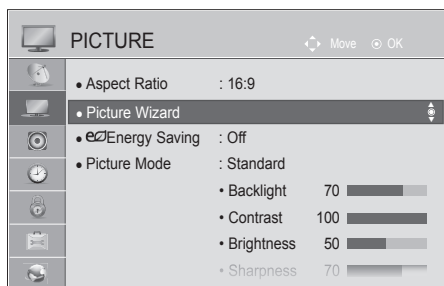 PICTURE
Move OK
• Aspect Ratio : 16:9
• Picture Wizard
• Energy Saving : Off
• Picture Mode : Standard
• Backlight 70
• Contrast 100
• Brightness 50
• Sharpness 70